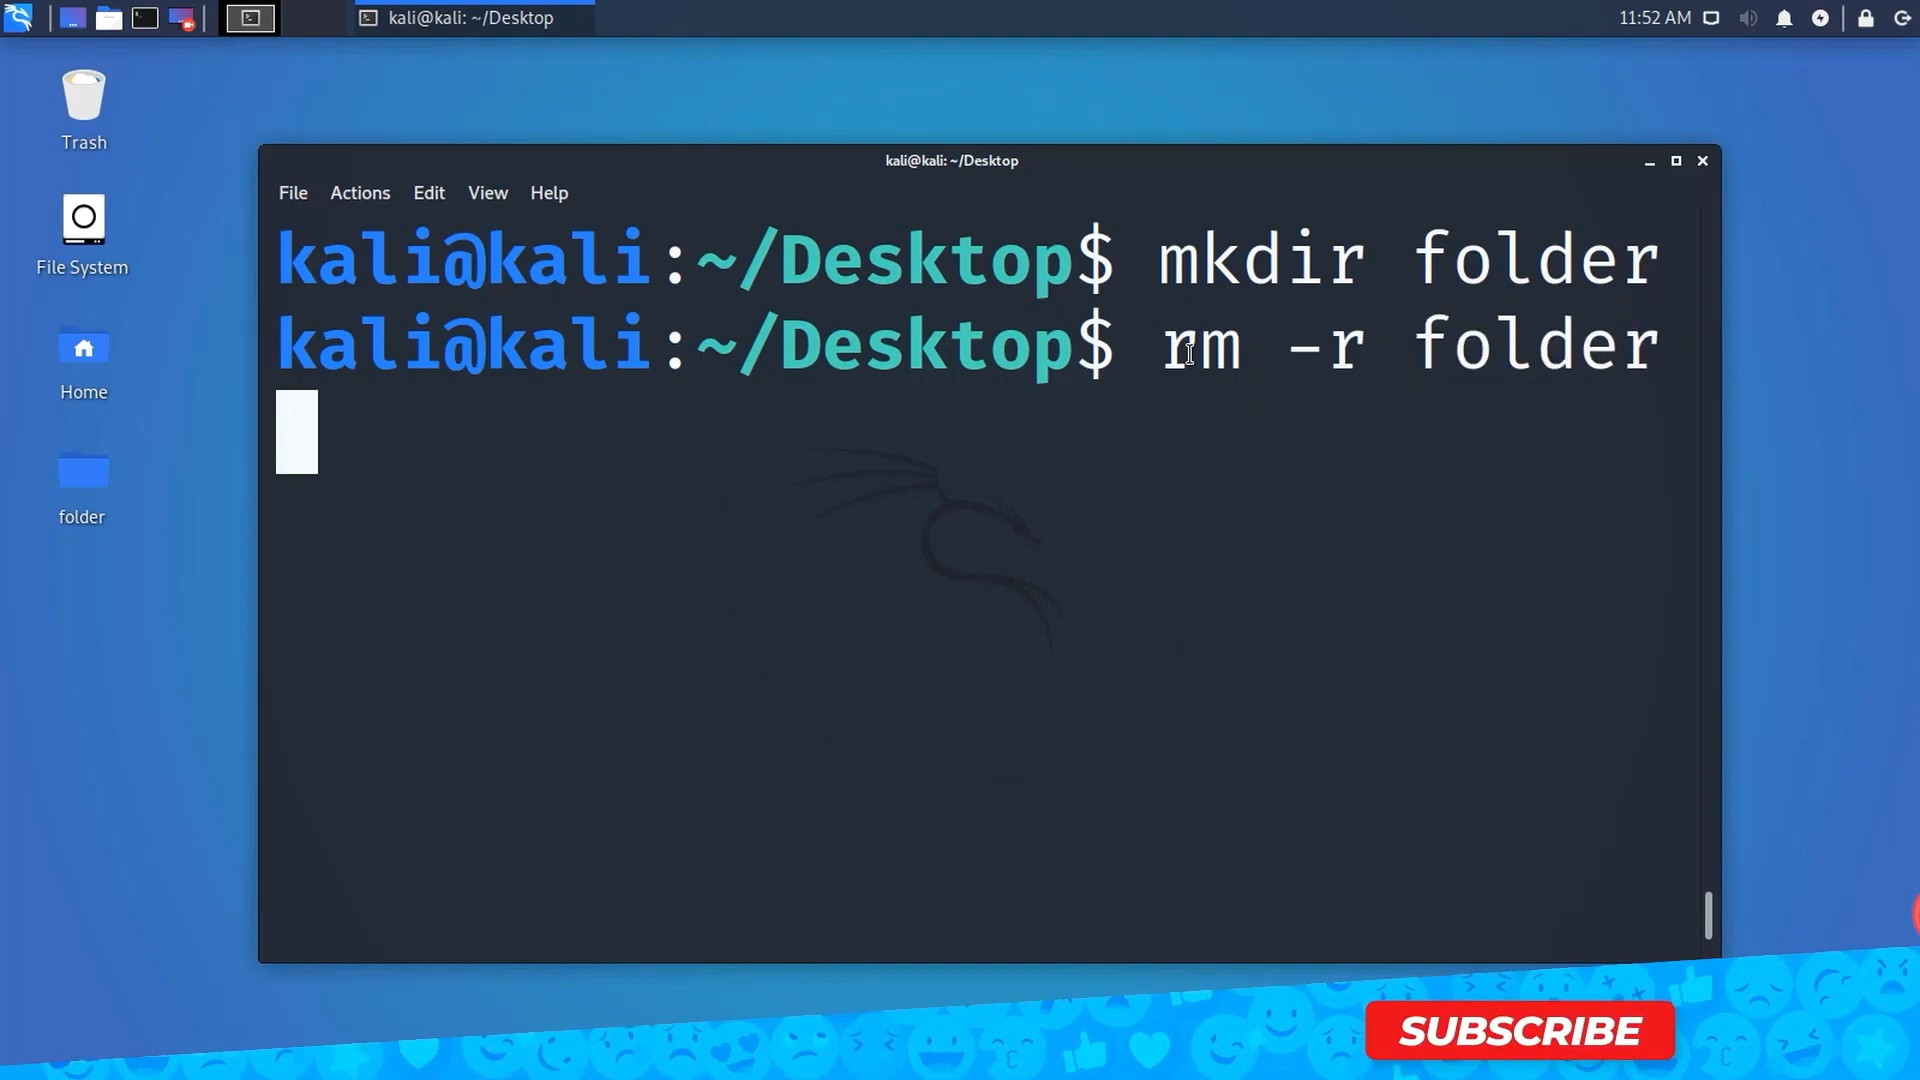 kali@kali: ~/Desktop
11:52 AM
Trash
File System
Home
folder
kali@kali: ~/Desktop
File Actions Edit View Help
kali@kali:~/Desktop$ mkdir folder
kali@kali:~/Desktop$ rm -r folder
SUBSCRIBE